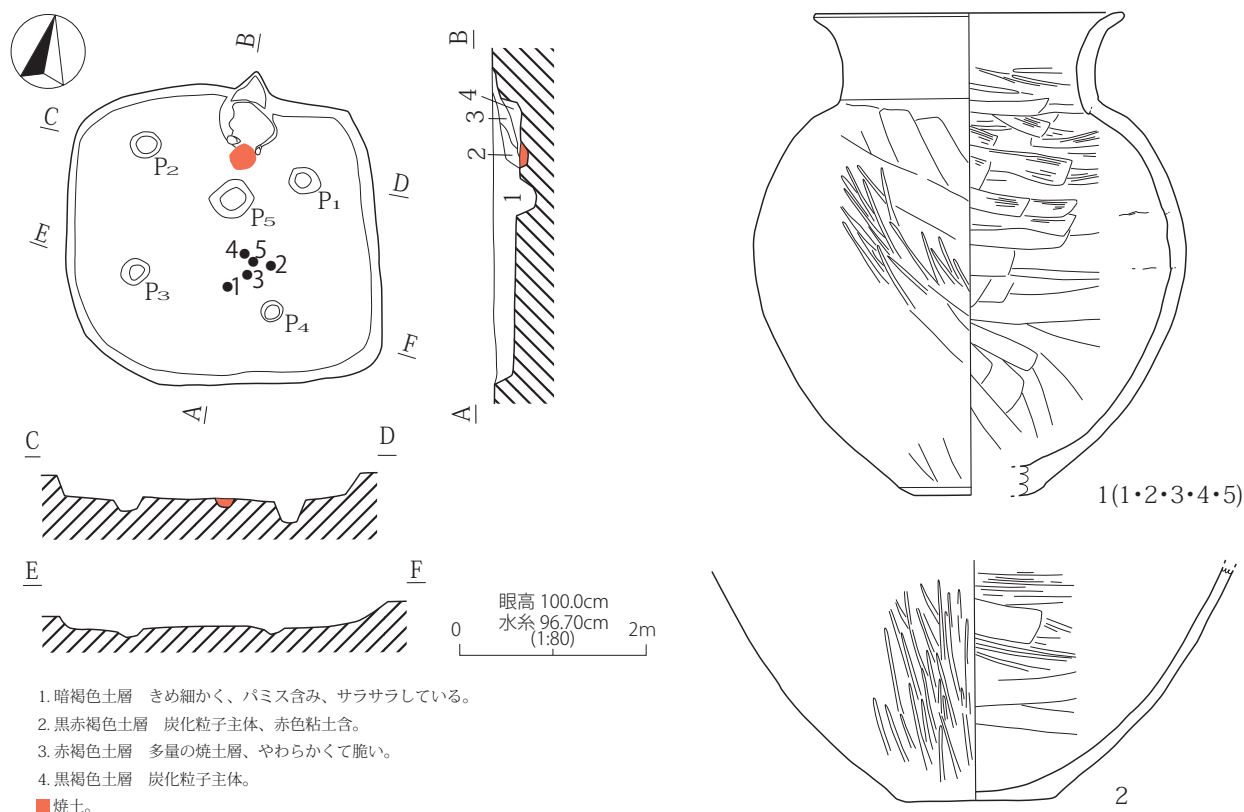 B
C
P₂
P₁
D
P₅
E
4
5
2
3
1
P₃
P₄
F
A
B
4
3
2
1
A
C D
E F
眼高 100.0cm
水糸 96.70cm
(1:80)
0 2m
1. 暗褐色土層 きめ細かく、パミス含み、サラサラしている。
2. 黒赤褐色土層 炭化粒子主体、赤色粘土含。
3. 赤褐色土層 多量の焼土層、やわらかくて脆い。
4. 黒褐色土層 炭化粒子主体。
焼土。
1(1•2•3•4•5)
2